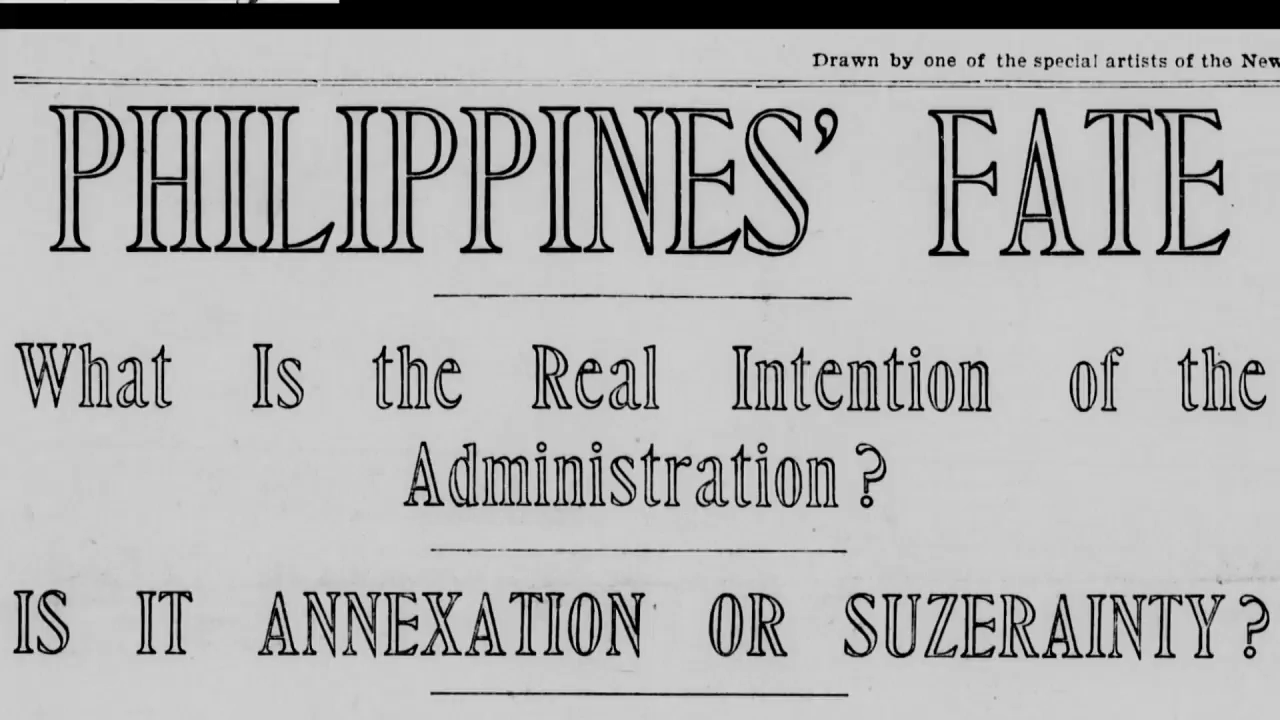 Drawn by one of the special artists of the New
PHILIPPINES' FATE
What Is the Real Intention of the
Administration?
IS IT ANNEXATION OR SUZERAINTY?